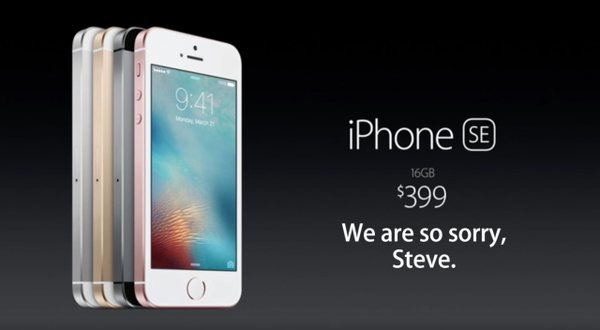 9:41
Monday, March 21
iPhone SE
16GB
$399
We are so sorry,
Steve.